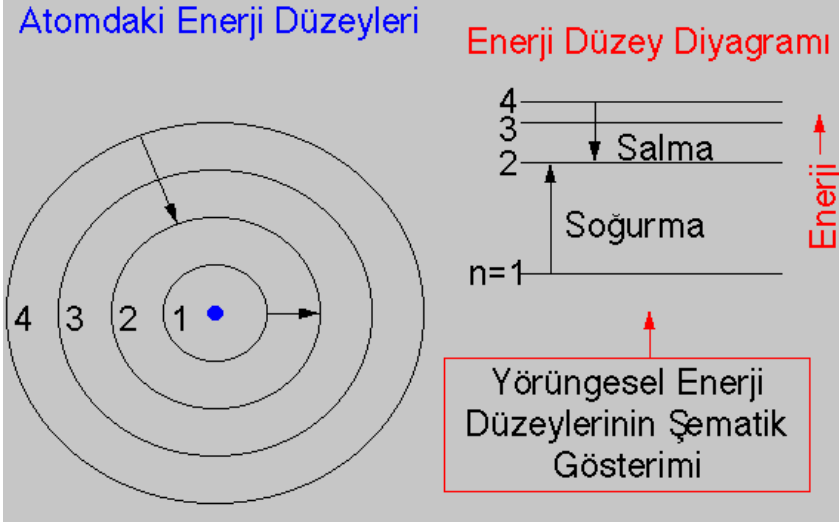 Atomdaki Enerji Düzeyleri
4 3 2 1
Enerji Düzey Diyagramı
4
3
2
n=1
Salma
Soğurma
Enerji
Yörüngesel Enerji
Düzeylerinin Şematik
Gösterimi